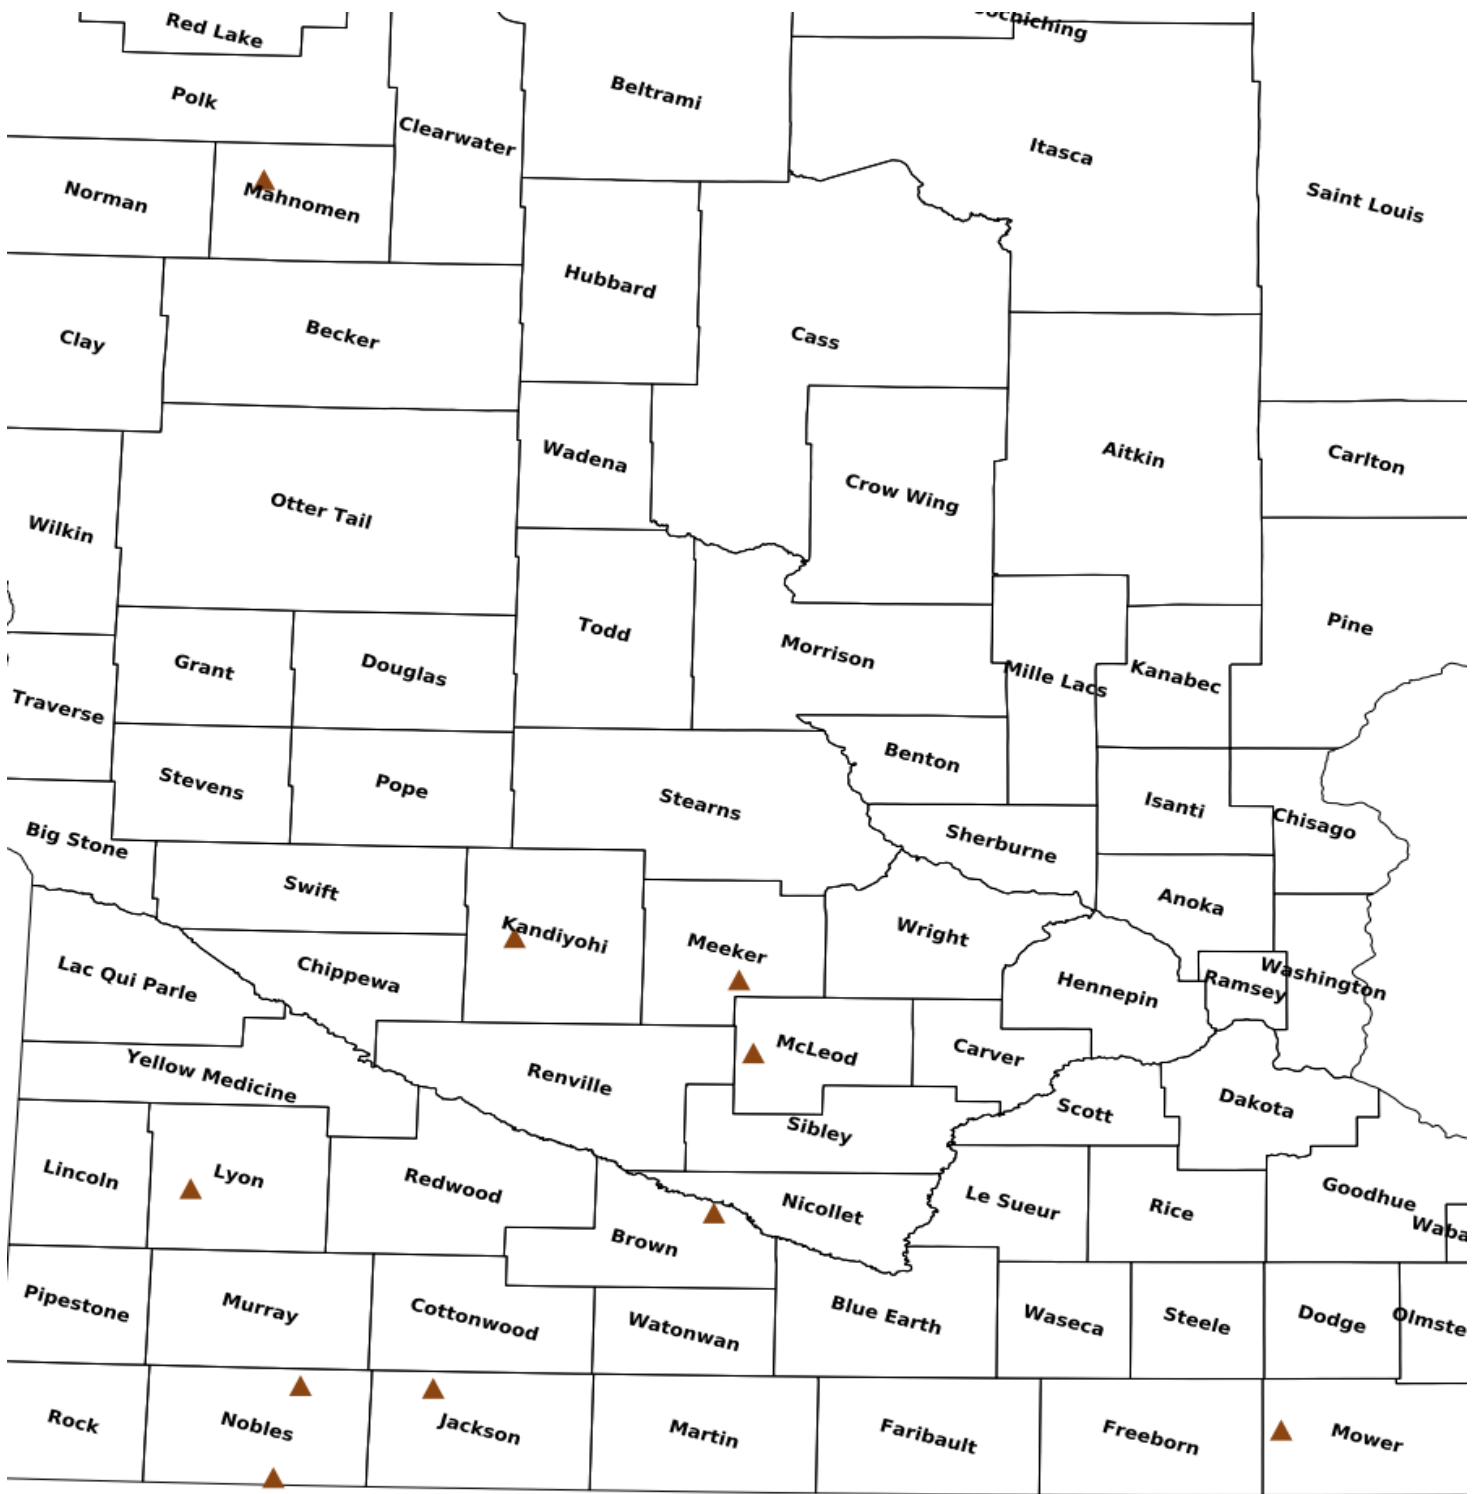 Red Lake
Polk
Beltrami
Clearwater
Itasca
Norman
Mahnomen
Saint Louis
Hubbard
Clay
Becker
Cass
Wadena
Aitkin
Carlton
Crow Wing
Otter Tail
Wilkin
Todd
Pine
Grant
Douglas
Morrison
Mille Lacs
Kanabec
Traverse
Benton
Stevens
Pope
Stearns
Isanti
Chisago
Big Stone
Sherburne
Swift
Anoka
Kandiyohi
Meeker
Wright
Lac Qui Parle
Chippewa
Hennepin
Ramsey
Washington
McLeod
Carver
Yellow Medicine
Renville
Scott
Dakota
Sibley
Lincoln
Lyon
Redwood
Nicollet
Le Sueur
Rice
Goodhue
Waba
Brown
Pipestone
Murray
Cottonwood
Watonwan
Blue Earth
Waseca
Steele
Dodge
Olmste
Rock
Nobles
Jackson
Martin
Faribault
Freeborn
Mower